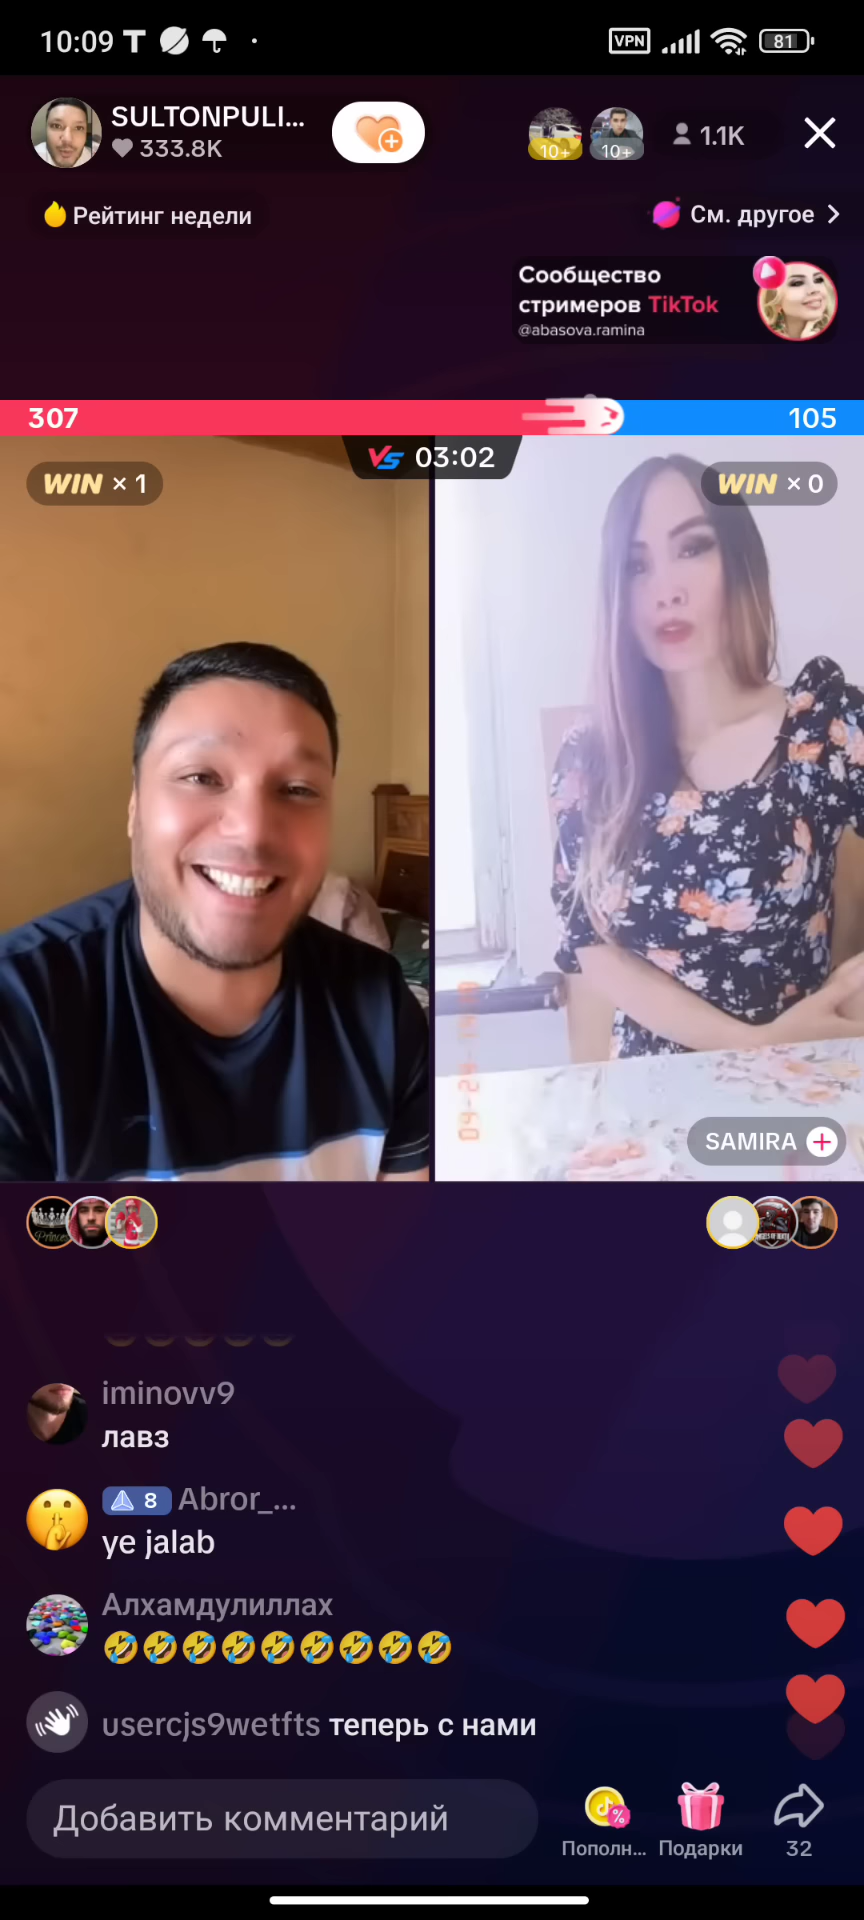 10:09
VPN
81
SULTONPULI...
333.8K
10+
10+
1.1K
Рейтинг недели
См. другое
Сообщество
стримеров TikTok
@abasova.ramina
307
105
VS 03:02
WIN × 1
WIN × 0
SAMIRA
iminovv9
лавз
8 Abror_...
ye jalab
Алхамдулиллах
usercjs9wetfts теперь с нами
Добавить комментарий
Пополн...
Подарки
32